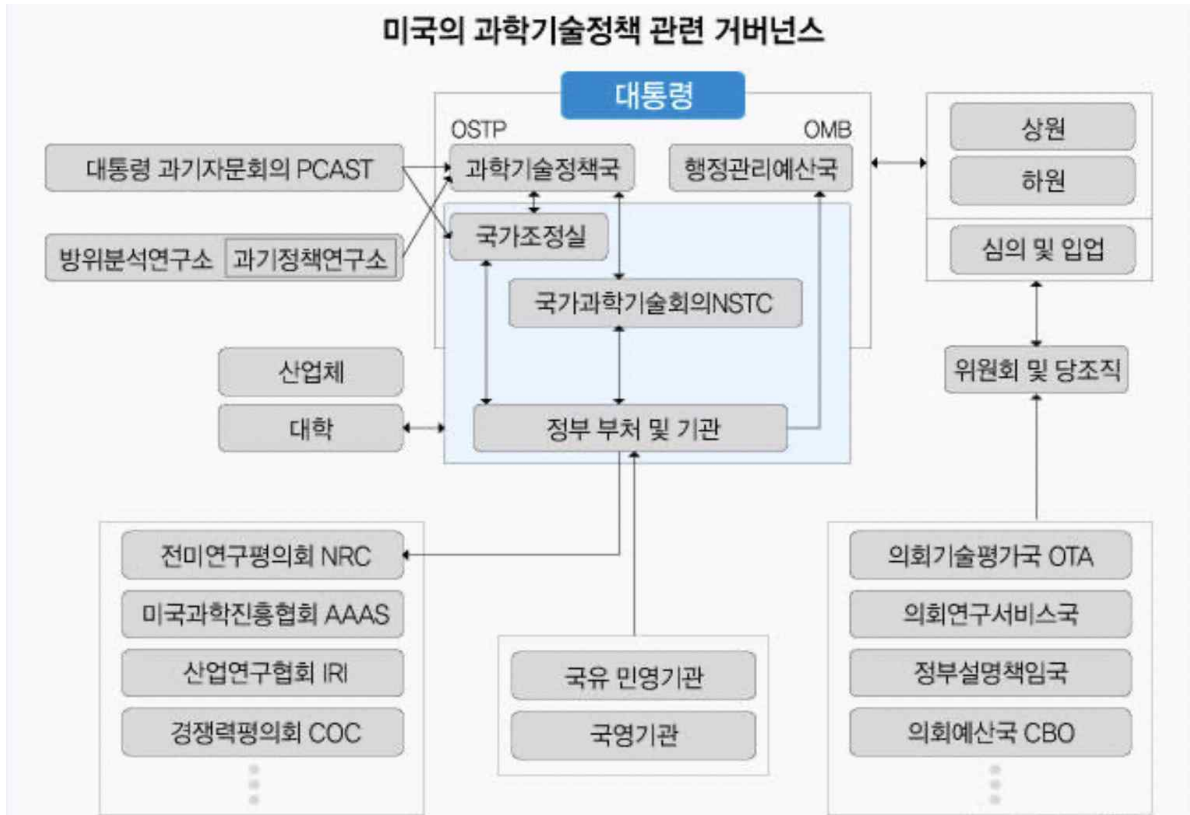 미국의 과학기술정책 관련 거버넌스
대통령
OSTP
OMB
상원
대통령 과기자문회의 PCAST
과학기술정책국
행정관리예산국
하원
국가조정실
방위분석연구소 과기정책연구소
심의 및 입업
국가과학기술회의NSTC
산업체
위원회 및 당조직
대학
정부 부처 및 기관
전미연구평의회 NRC
미국과학진흥협회 AAAS
산업연구협회 IRI
경쟁력평의회 COC
국유 민영기관
국영기관
의회기술평가국 OTA
의회연구서비스국
정부설명책임국
의회예산국 CBO